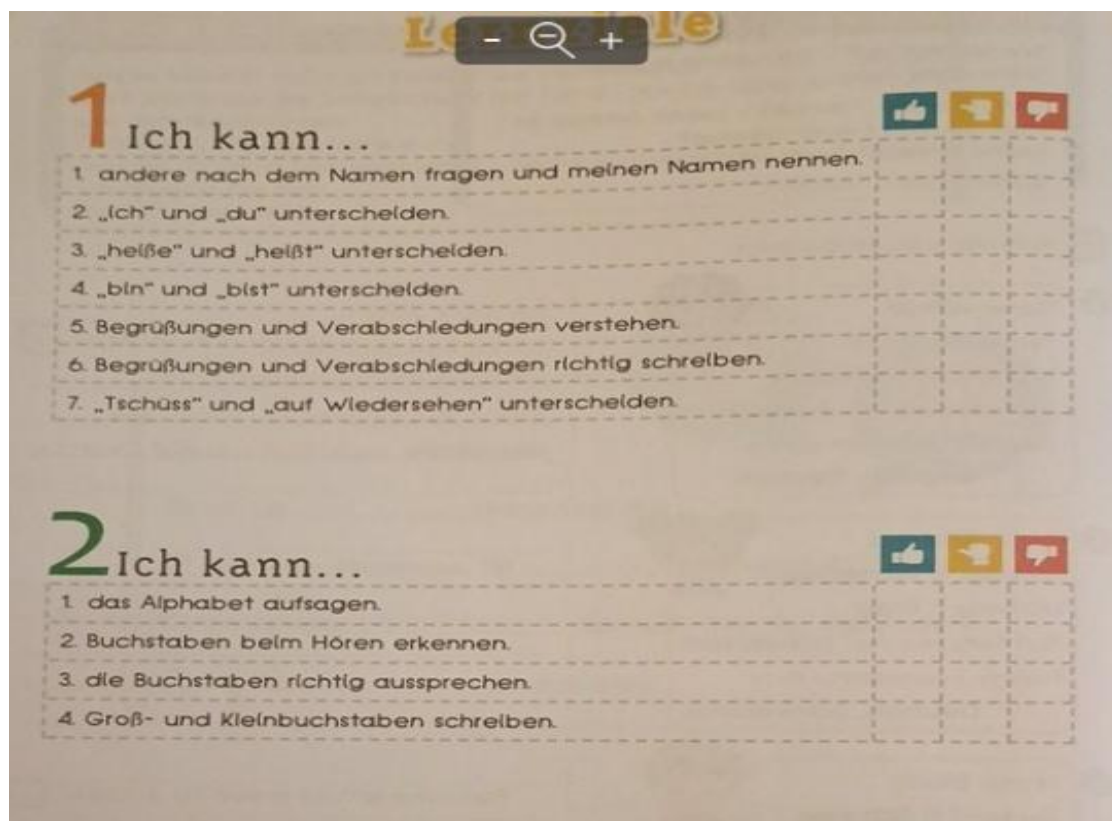 1 Ich kann...
1. andere nach dem Namen fragen und meinen Namen nennen.
2. „ich“ und „du“ unterscheiden.
3. „heiße“ und „heißt“ unterscheiden.
4. „bin“ und „bist“ unterscheiden.
5. Begrüßungen und Verabschiedungen verstehen.
6. Begrüßungen und Verabschiedungen richtig schreiben.
7. „Tschüss“ und „auf Wiedersehen“ unterscheiden.
2 Ich kann...
1. das Alphabet aufsagen.
2. Buchstaben beim Hören erkennen.
3. die Buchstaben richtig aussprechen.
4. Groß- und Kleinbuchstaben schreiben.